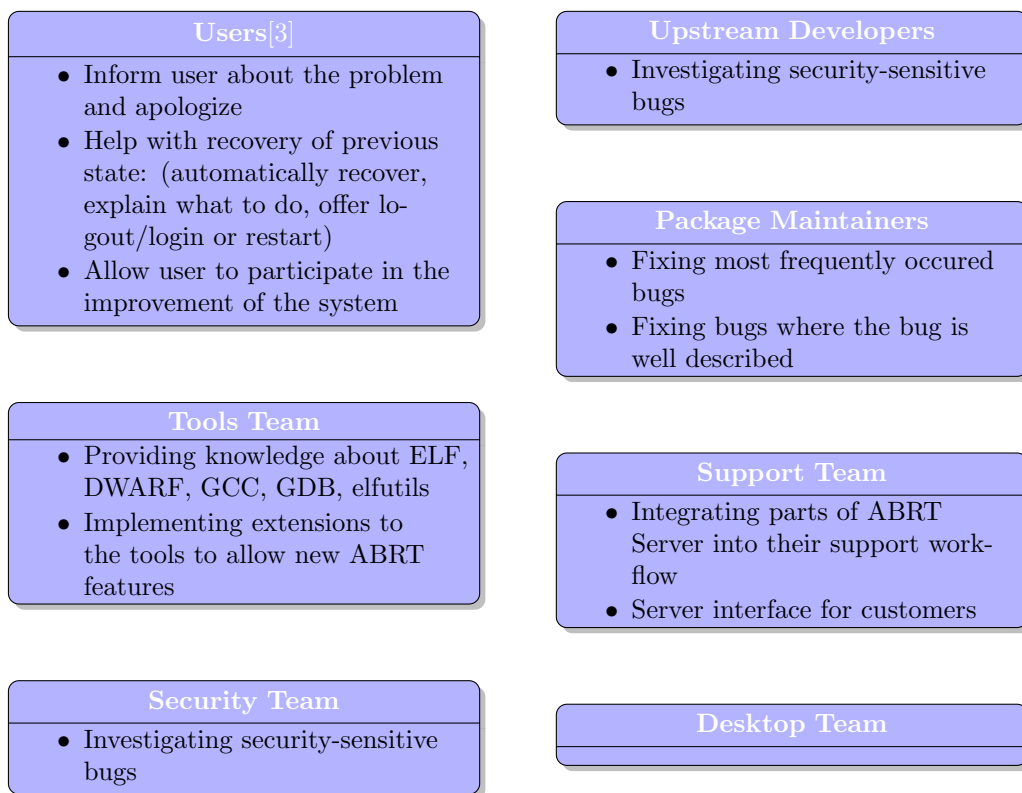 Users[3]
• Inform user about the problem
and apologize
• Help with recovery of previous
state: (automatically recover,
explain what to do, offer lo-
gout/login or restart)
• Allow user to participate in the
improvement of the system
Tools Team
• Providing knowledge about ELF,
DWARF, GCC, GDB, elfutils
• Implementing extensions to
the tools to allow new ABRT
features
Security Team
• Investigating security-sensitive
bugs
Upstream Developers
• Investigating security-sensitive
bugs
Package Maintainers
• Fixing most frequently occured
bugs
• Fixing bugs where the bug is
well described
Support Team
• Integrating parts of ABRT
Server into their support work-
flow
• Server interface for customers
Desktop Team